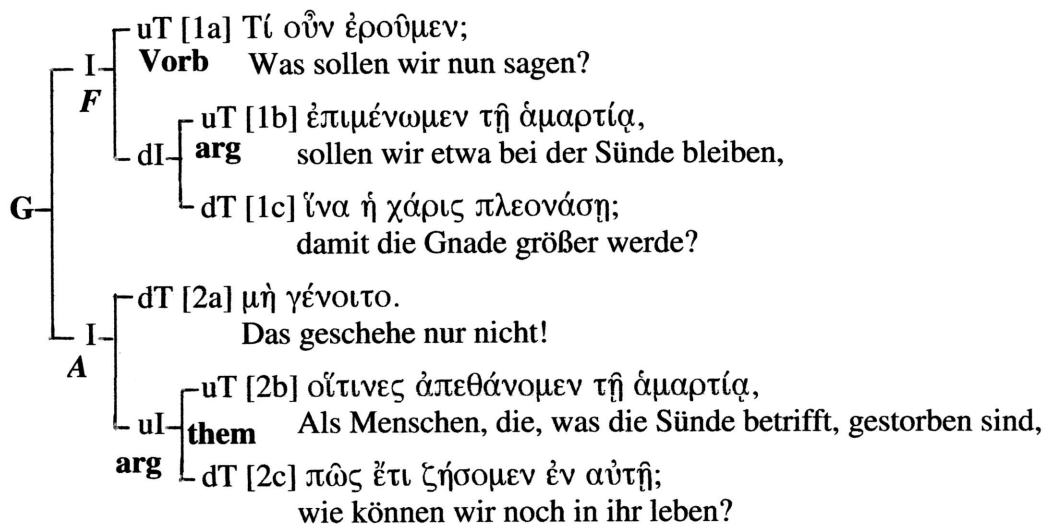 uT [1a] Τί οὖν ἐροῦμεν;
I Vorb Was sollen wir nun sagen?
F
uT [1b] ἐπιμένωμεν τῇ ἁμαρτίᾳ,
dI arg sollen wir etwa bei der Sünde bleiben,
G
dT [1c] ἵνα ἡ χάρις πλεονάσῃ;
damit die Gnade größer werde?
dT [2a] μὴ γένοιτο.
I Das geschehe nur nicht!
A
uT [2b] οἵτινες ἀπεθάνομεν τῇ ἁμαρτίᾳ,
uI them Als Menschen, die, was die Sünde betrifft, gestorben sind,
arg dT [2c] πῶς ἔτι ζήσομεν ἐν αὐτῇ;
wie können wir noch in ihr leben?